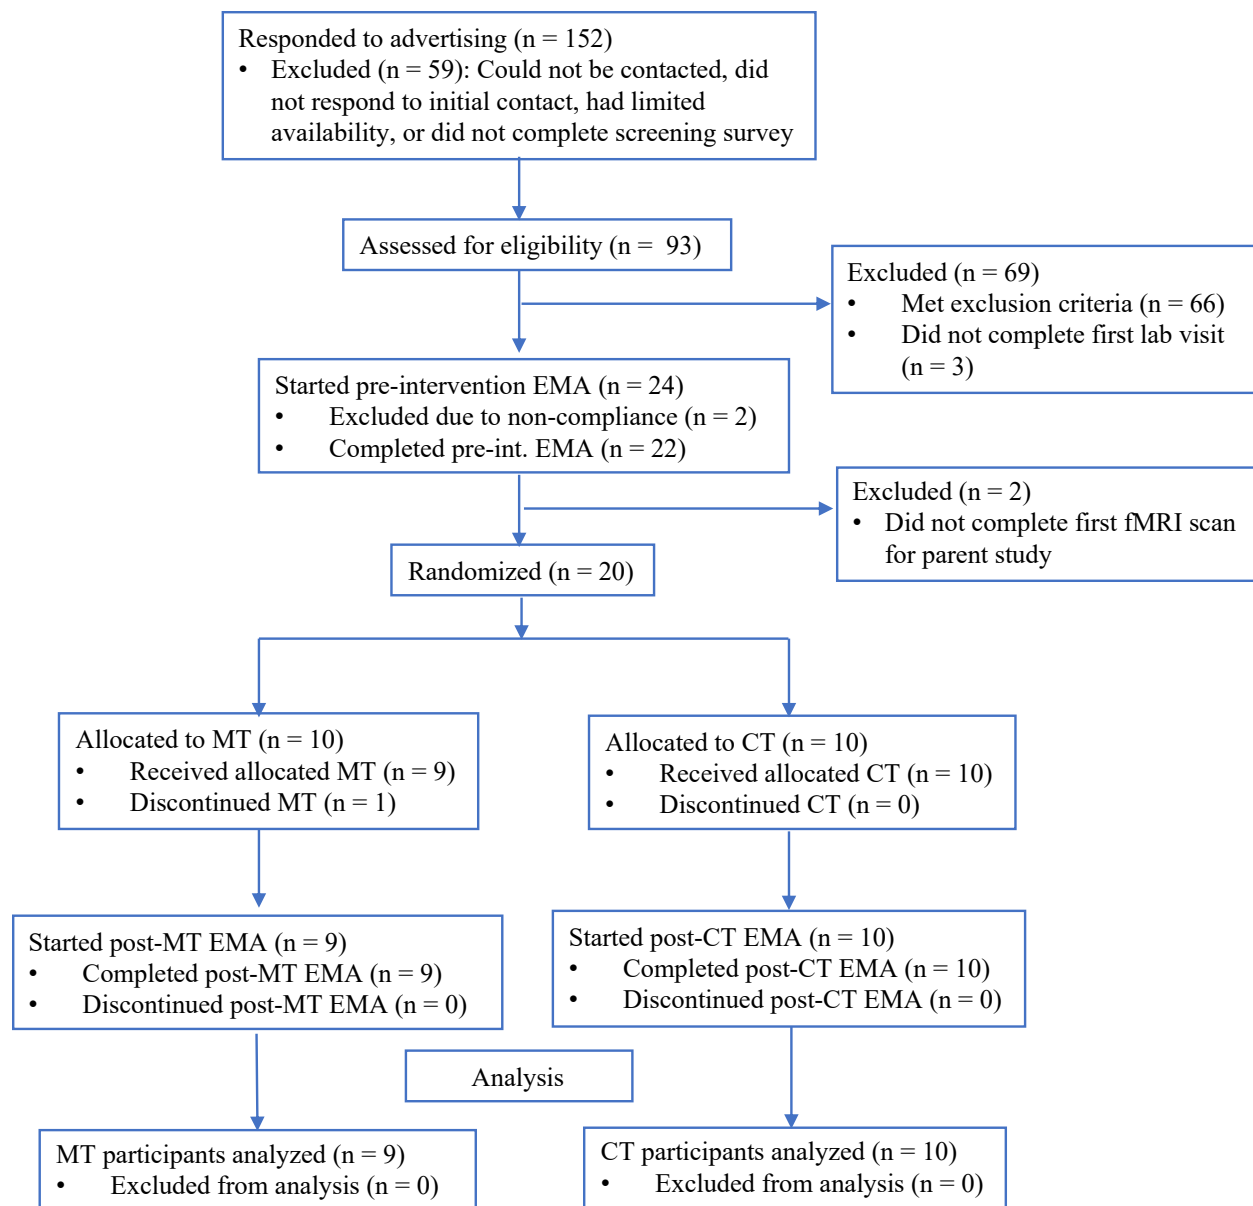 Responded to advertising (n = 152)
• Excluded (n = 59): Could not be contacted, did
not respond to initial contact, had limited
availability, or did not complete screening survey
Assessed for eligibility (n =  93)
Excluded (n = 69)
• Met exclusion criteria (n = 66)
• Did not complete first lab visit
(n = 3)
Started pre-intervention EMA (n = 24)
• Excluded due to non-compliance (n = 2)
• Completed pre-int. EMA (n = 22)
Excluded (n = 2)
• Did not complete first fMRI scan
for parent study
Randomized (n = 20)
Allocated to MT (n = 10)
• Received allocated MT (n = 9)
• Discontinued MT (n = 1)
Allocated to CT (n = 10)
• Received allocated CT (n = 10)
• Discontinued CT (n = 0)
Started post-MT EMA (n = 9)
• Completed post-MT EMA (n = 9)
• Discontinued post-MT EMA (n = 0)
Started post-CT EMA (n = 10)
• Completed post-CT EMA (n = 10)
• Discontinued post-CT EMA (n = 0)
Analysis
MT participants analyzed (n = 9)
• Excluded from analysis (n = 0)
CT participants analyzed (n = 10)
• Excluded from analysis (n = 0)